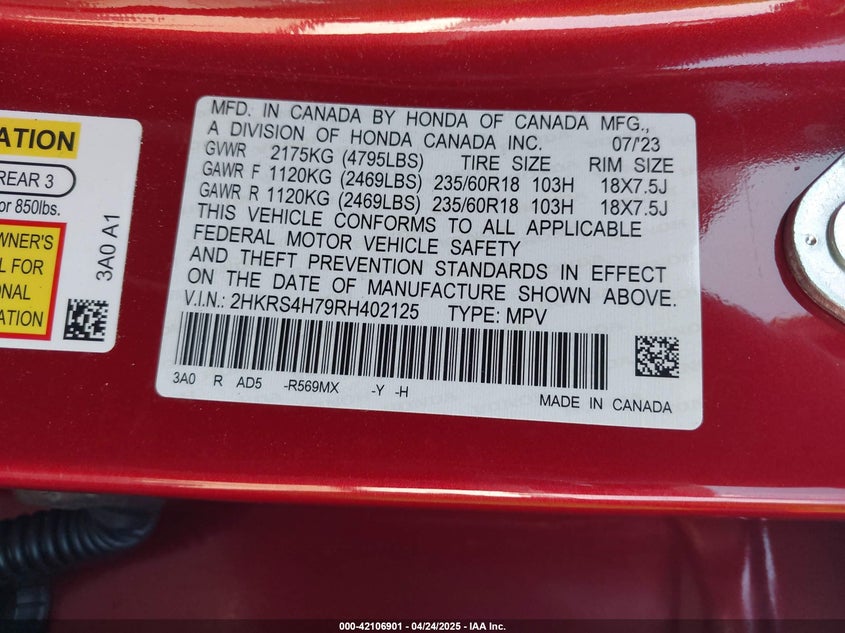 ATION
REAR 3
or 850lbs.
WNER'S
L FOR
ONAL
ATION
3A0 A1
MFD. IN CANADA BY HONDA OF CANADA MFG.,
A DIVISION OF HONDA CANADA INC. 07/'23
GVWR 2175KG (4795LBS) TIRE SIZE RIM SIZE
GAWR F 1120KG (2469LBS) 235/60R18 103H 18X7.5J
GAWR R 1120KG (2469LBS) 235/60R18 103H 18X7.5J
THIS VEHICLE CONFORMS TO ALL APPLICABLE
FEDERAL MOTOR VEHICLE SAFETY
AND THEFT PREVENTION STANDARDS IN EFFECT
ON THE DATE OF MANUFACTURE SHOWN ABOVE.
V.I.N.: 2HKRS4H79RH402125 TYPE: MPV
3A0 R AD5 -R569MX -Y -H
MADE IN CANADA
000-42106901 - 04/24/2025 - IAA Inc.